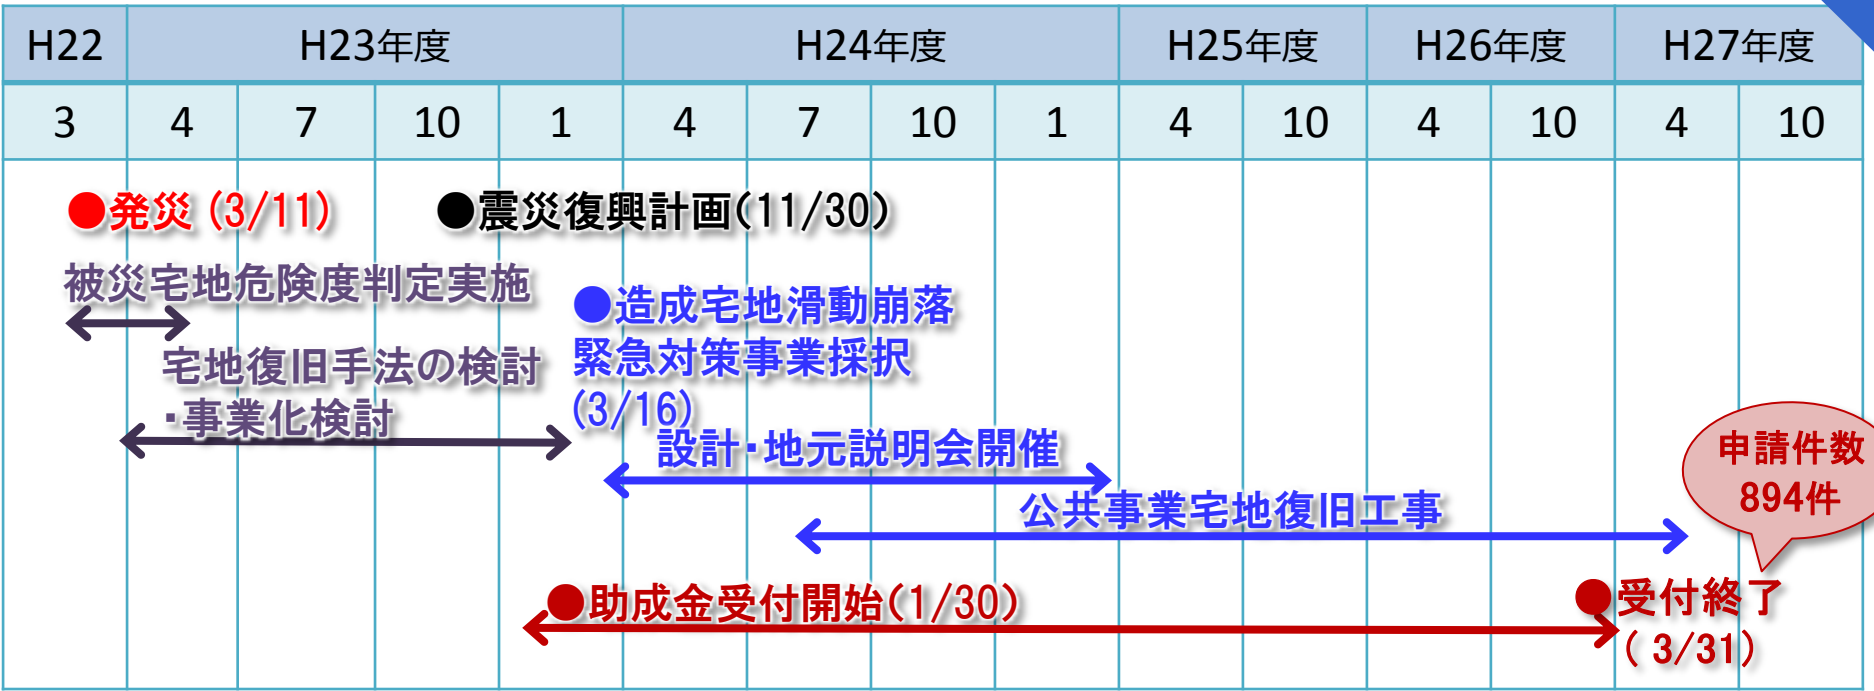 H22 H23年度 H24年度 H25年度 H26年度 H27年度
3 4 7 10 1 4 7 10 1 4 10 4 10 4 10
●発災(3/11) ●震災復興計画(11/30)
被災宅地危険度判定実施
●造成宅地滑動崩落
緊急対策事業採択
(3/16)
宅地復旧手法の検討
・事業化検討
設計・地元説明会開催
公共事業宅地復旧工事
申請件数
894件
●助成金受付開始(1/30)
●受付終了
( 3/31)